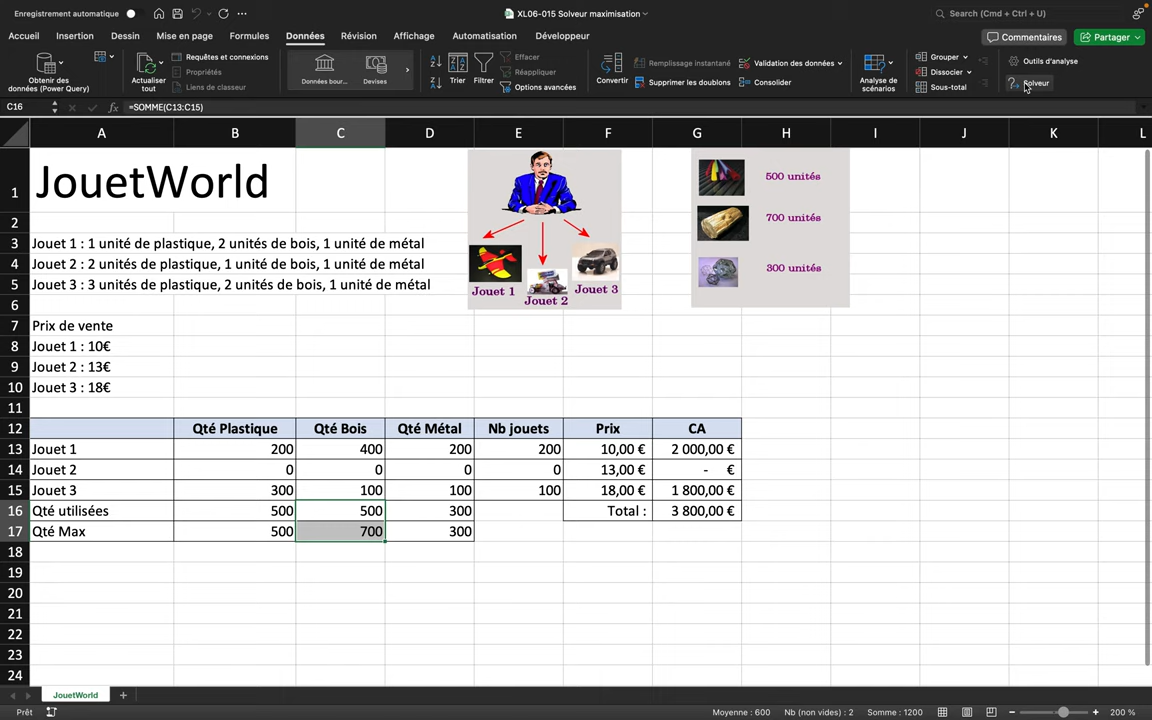 Enregistrement automatique
XL06-015 Solveur maximisation
Search (Cmd + Ctrl + U)
Accueil Insertion Dessin Mise en page Formules Données Révision Affichage Automatisation Développeur
Commentaires Partager
Obtenir des données (Power Query)
Actualiser tout
Requêtes et connexions
Propriétés
Liens de classeur
Données bour...
Devises
Trier
Filtrer
Effacer
Réappliquer
Options avancées
Convertir
Remplissage instantané
Supprimer les doublons
Validation des données
Consolider
Analyse de scénarios
Grouper
Dissocier
Sous-total
Outils d'analyse
Solveur
C16 fx =SOMME(C13:C15)
A B C D E F G H I J K L
1 JouetWorld
2
3 Jouet 1 : 1 unité de plastique, 2 unités de bois, 1 unité de métal
4 Jouet 2 : 2 unités de plastique, 1 unité de bois, 1 unité de métal
5 Jouet 3 : 3 unités de plastique, 2 unités de bois, 1 unité de métal
Jouet 1
Jouet 2
Jouet 3
500 unités
700 unités
300 unités
6
7 Prix de vente
8 Jouet 1 : 10€
9 Jouet 2 : 13€
10 Jouet 3 : 18€
11
12 Qté Plastique Qté Bois Qté Métal Nb jouets Prix CA
13 Jouet 1 200 400 200 200 10,00 € 2 000,00 €
14 Jouet 2 0 0 0 0 13,00 € - €
15 Jouet 3 300 100 100 100 18,00 € 1 800,00 €
16 Qté utilisées 500 500 300 Total : 3 800,00 €
17 Qté Max 500 700 300
18
19
20
21
22
23
24
JouetWorld
Prêt Moyenne : 600 Nb (non vides) : 2 Somme : 1200 200 %